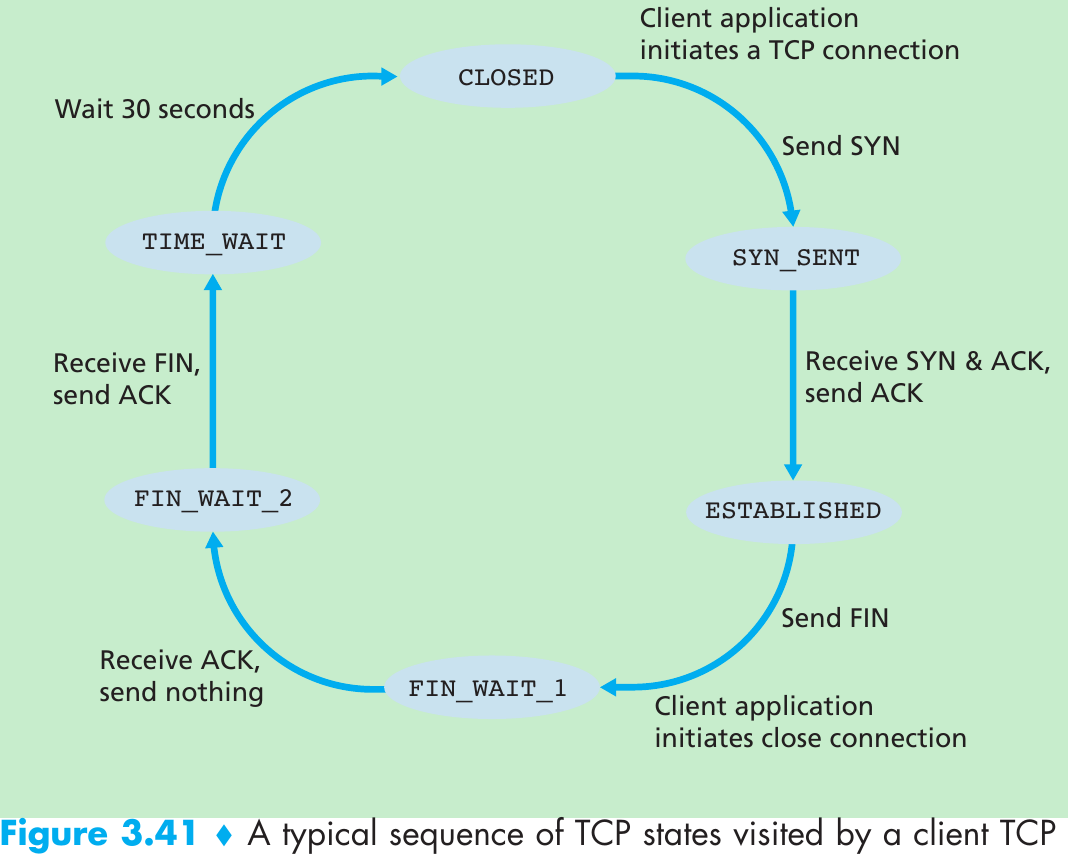 Client application
initiates a TCP connection
CLOSED
Wait 30 seconds
Send SYN
TIME_WAIT
SYN_SENT
Receive SYN & ACK,
send ACK
Receive FIN,
send ACK
FIN_WAIT_2
ESTABLISHED
Send FIN
Receive ACK,
send nothing
FIN_WAIT_1
Client application
initiates close connection
Figure 3.41 ♦ A typical sequence of TCP states visited by a client TCP